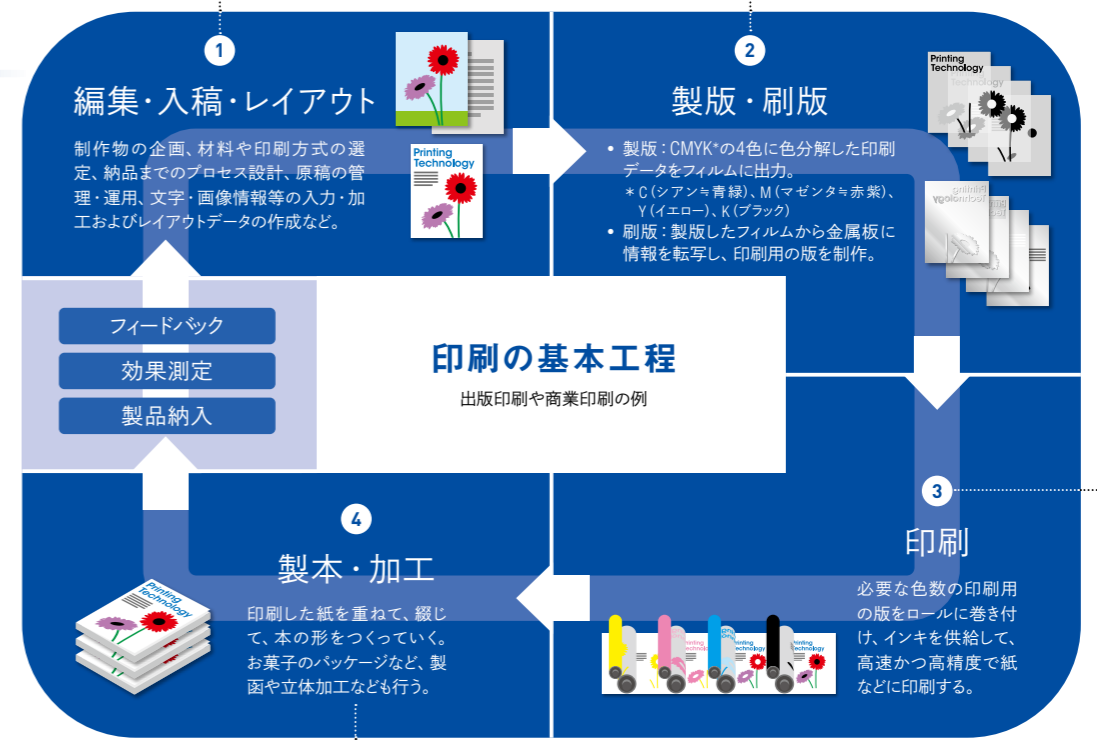 1
編集・入稿・レイアウト
制作物の企画、材料や印刷方式の選
定、納品までのプロセス設計、原稿の管
理・運用、文字・画像情報等の入力・加
工およびレイアウトデータの作成など。
Printing
Technology
2
製版・刷版
• 製版：CMYK*の4色に色分解した印刷
データをフィルムに出力。
＊C（シアン≒青緑）、M（マゼンタ≒赤紫）、
Y（イエロー）、K（ブラック）
• 刷版：製版したフィルムから金属板に
情報を転写し、印刷用の版を制作。
Printing
Technology
Technology
Printing
Technology
フィードバック
効果測定
製品納入
印刷の基本工程
出版印刷や商業印刷の例
3
印刷
必要な色数の印刷用
の版をロールに巻き付
け、インキを供給して、
高速かつ高精度で紙
などに印刷する。
4
製本・加工
印刷した紙を重ねて、綴じ
て、本の形をつくっていく。
お菓子のパッケージなど、製
函や立体加工なども行う。
Printing
Technology